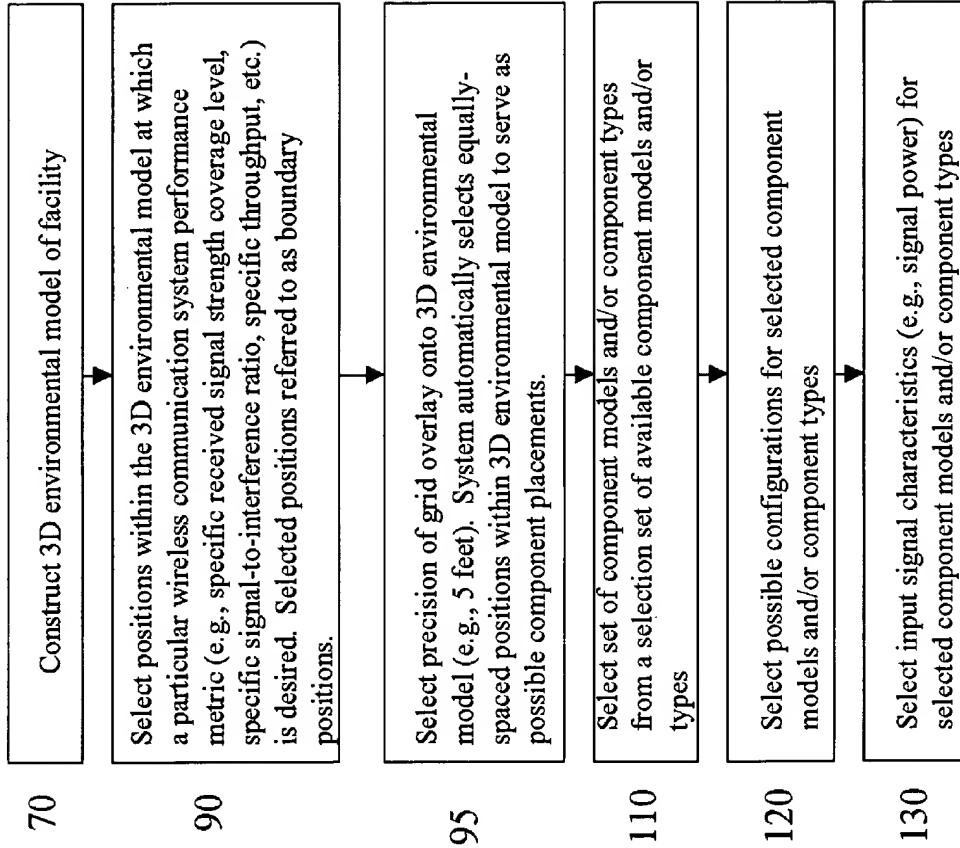 70
Construct 3D environmental model of facility
90
Select positions within the 3D environmental model at which
a particular wireless communication system performance
metric (e.g., specific received signal strength coverage level,
specific signal-to-interference ratio, specific throughput, etc.)
is desired. Selected positions referred to as boundary
positions.
95
Select precision of grid overlay onto 3D environmental
model (e.g., 5 feet). System automatically selects equally-
spaced positions within 3D environmental model to serve as
possible component placements.
110
Select set of component models and/or component types
from a selection set of available component models and/or
types
120
Select possible configurations for selected component
models and/or component types
130
Select input signal characteristics (e.g., signal power) for
selected component models and/or component types